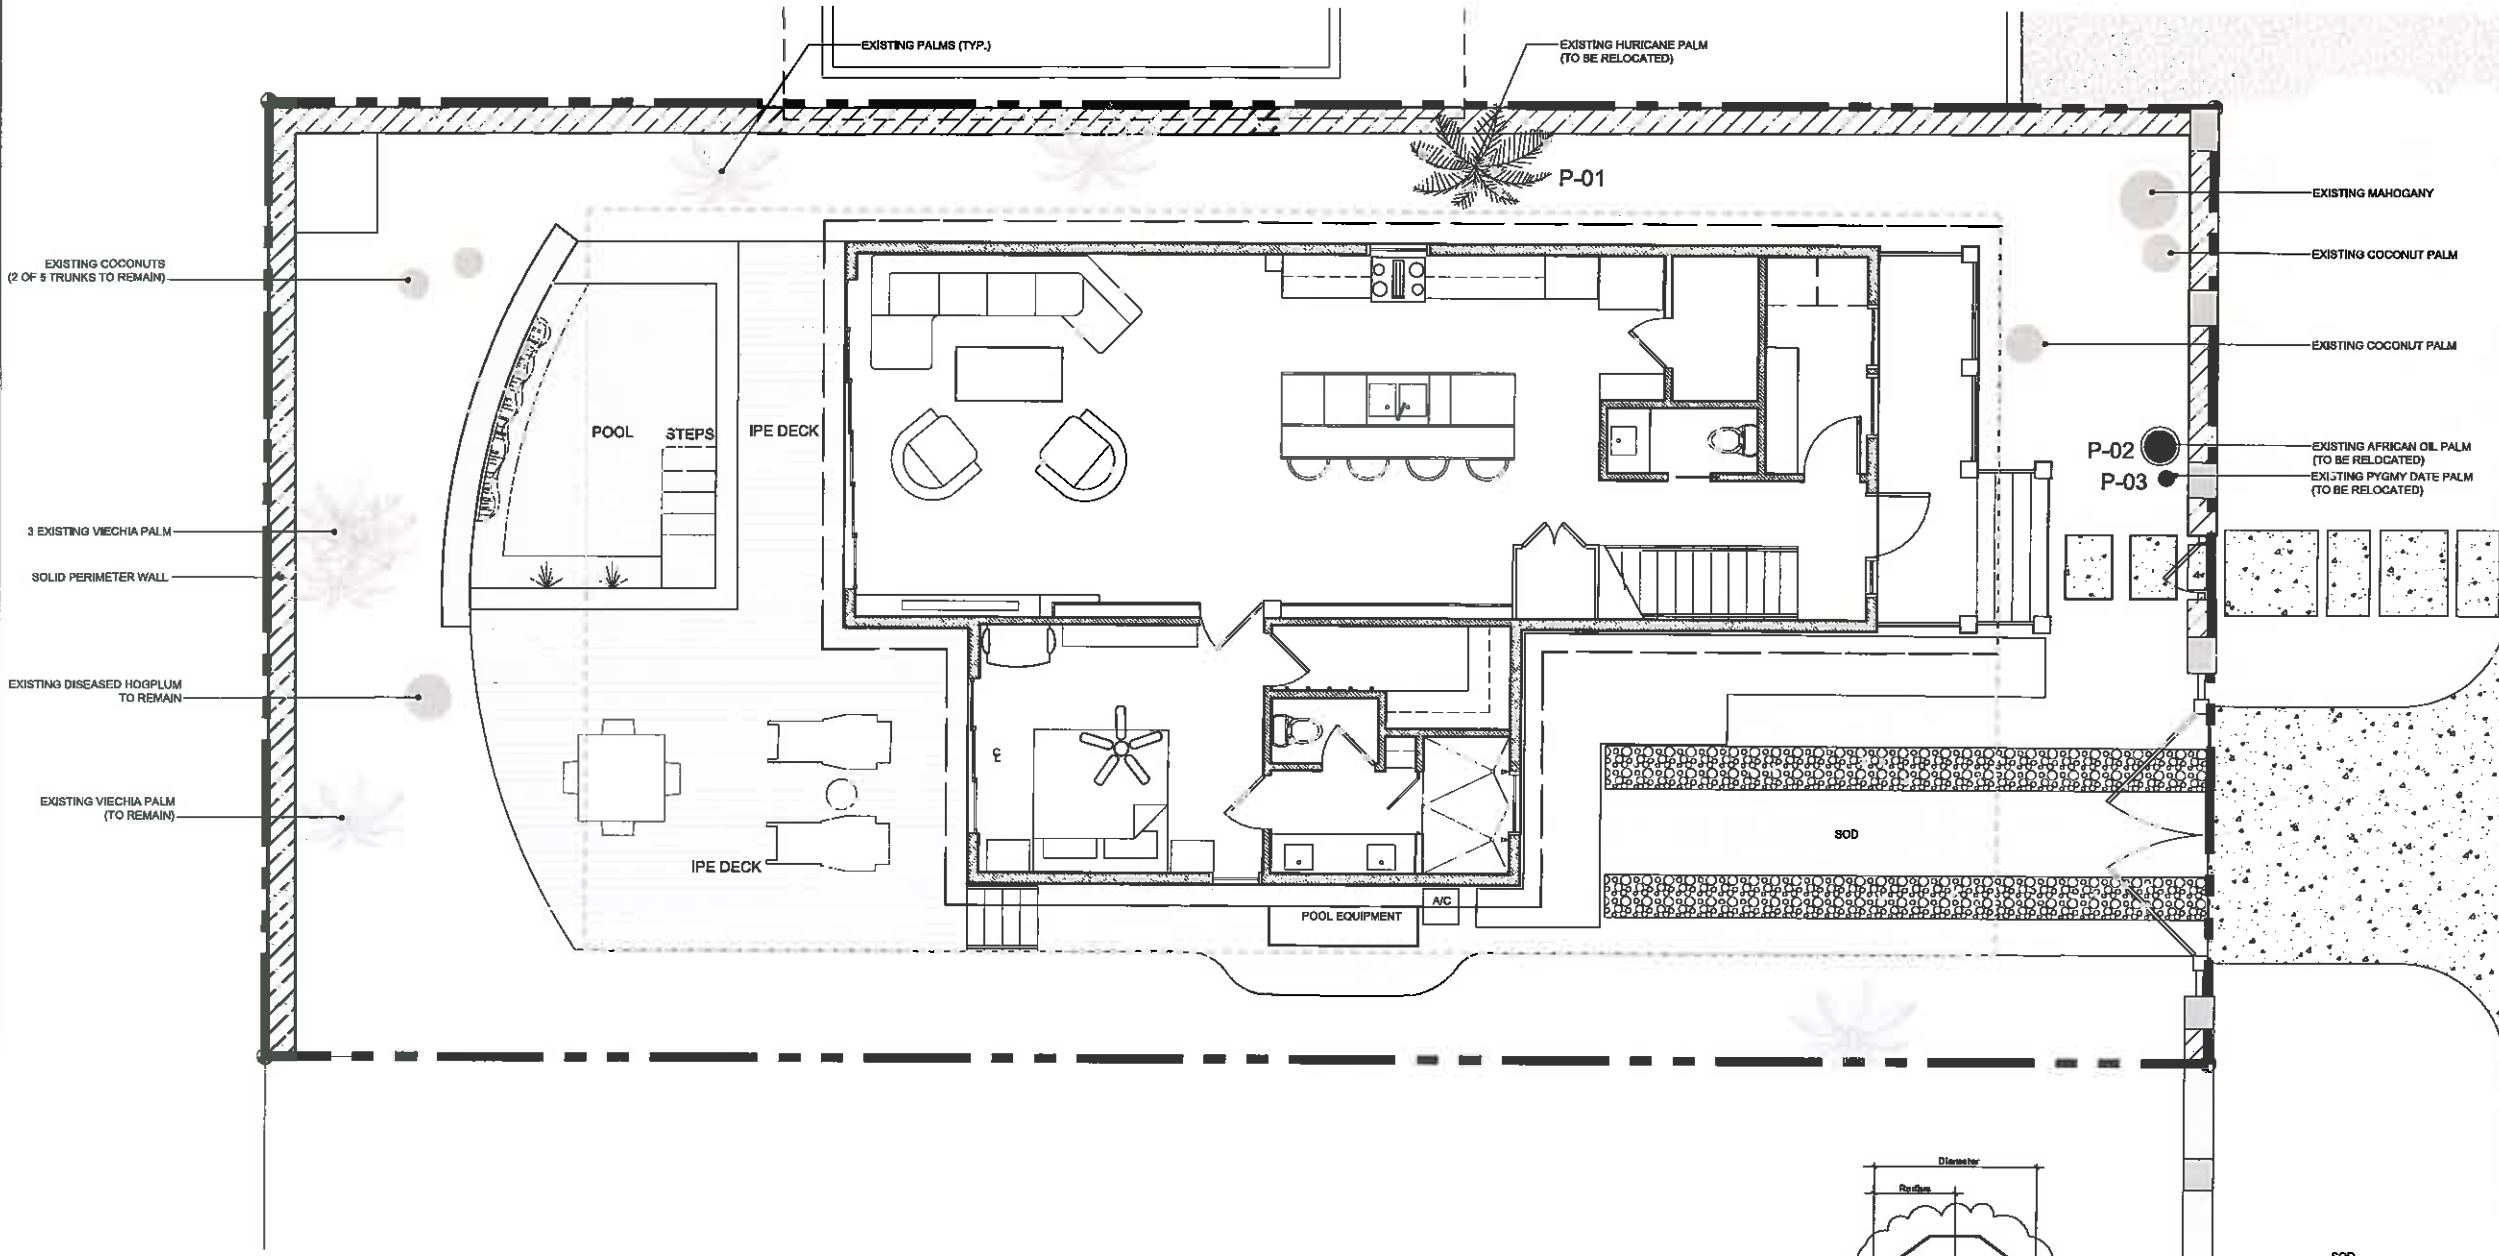 EXISTING PALMS (TYP.)
EXISTING HURICANE PALM
(TO BE RELOCATED)
P-01
EXISTING MAHOGANY
EXISTING COCONUTS
(2 OF 5 TRUNKS TO REMAIN)
EXISTING COCONUT PALM
EXISTING COCONUT PALM
POOL
STEPS
IPE DECK
P-02
EXISTING AFRICAN OIL PALM
(TO BE RELOCATED)
P-03
EXISTING PYGMY DATE PALM
(TO BE RELOCATED)
3 EXISTING VIECHIA PALM
SOLID PERIMETER WALL
EXISTING DISEASED HOGPLUM
TO REMAIN
EXISTING VIECHIA PALM
(TO REMAIN)
SOD
IPE DECK
A/C
POOL EQUIPMENT
Diameter
Radius
SOD